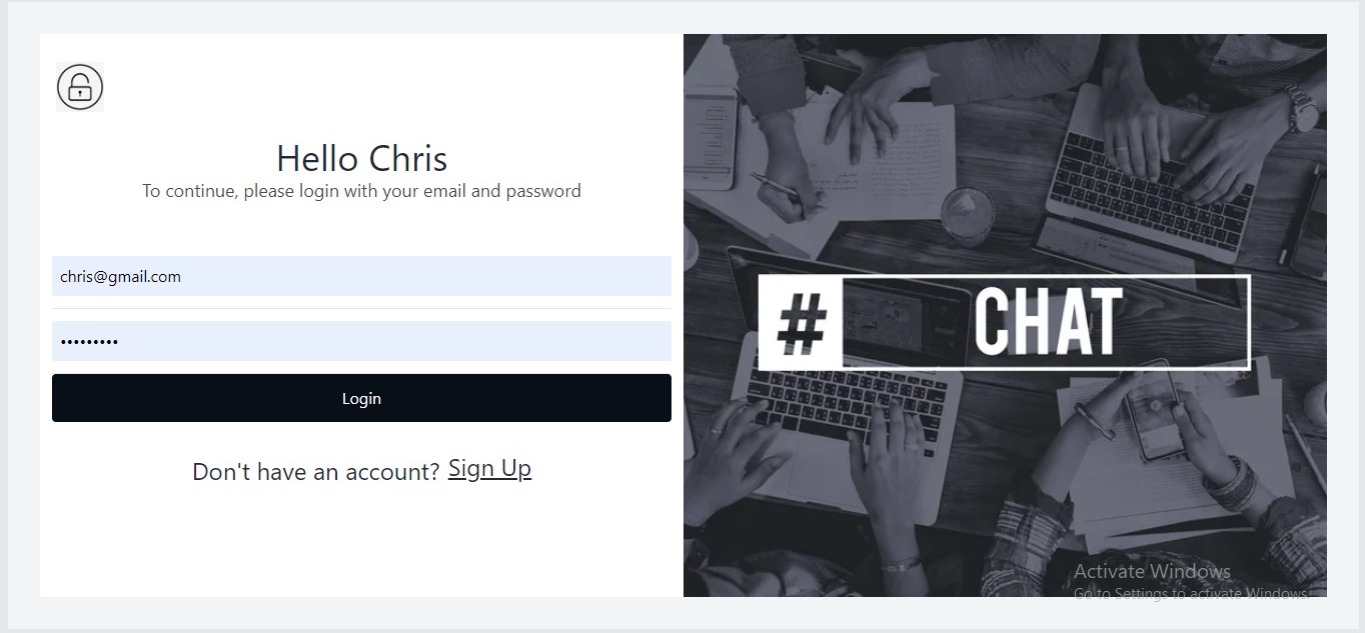 Hello Chris
To continue, please login with your email and password
chris@gmail.com
•••••••••
Login
Don't have an account? Sign Up
# CHAT
Activate Windows
Go to Settings to activate Windows.